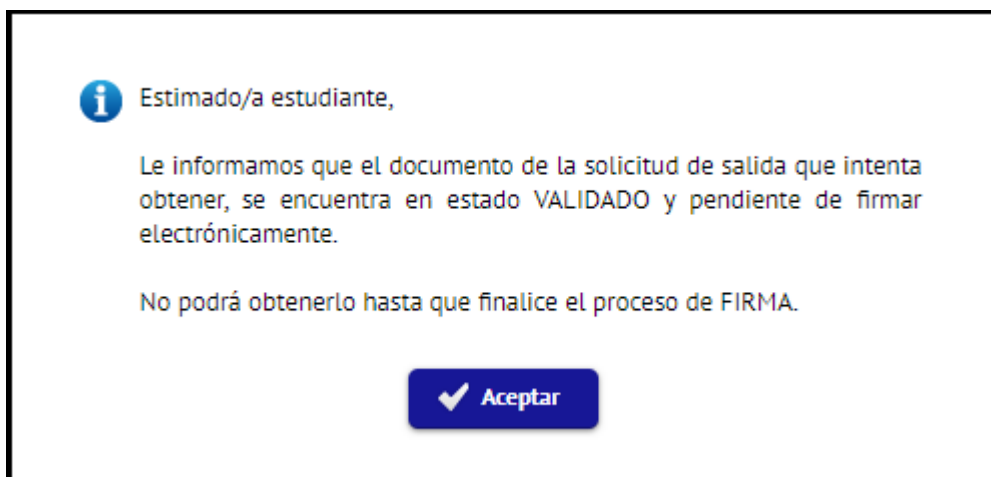 Estimado/a estudiante,
Le informamos que el documento de la solicitud de salida que intenta
obtener, se encuentra en estado VALIDADO y pendiente de firmar
electrónicamente.
No podrá obtenerlo hasta que finalice el proceso de FIRMA.
Aceptar